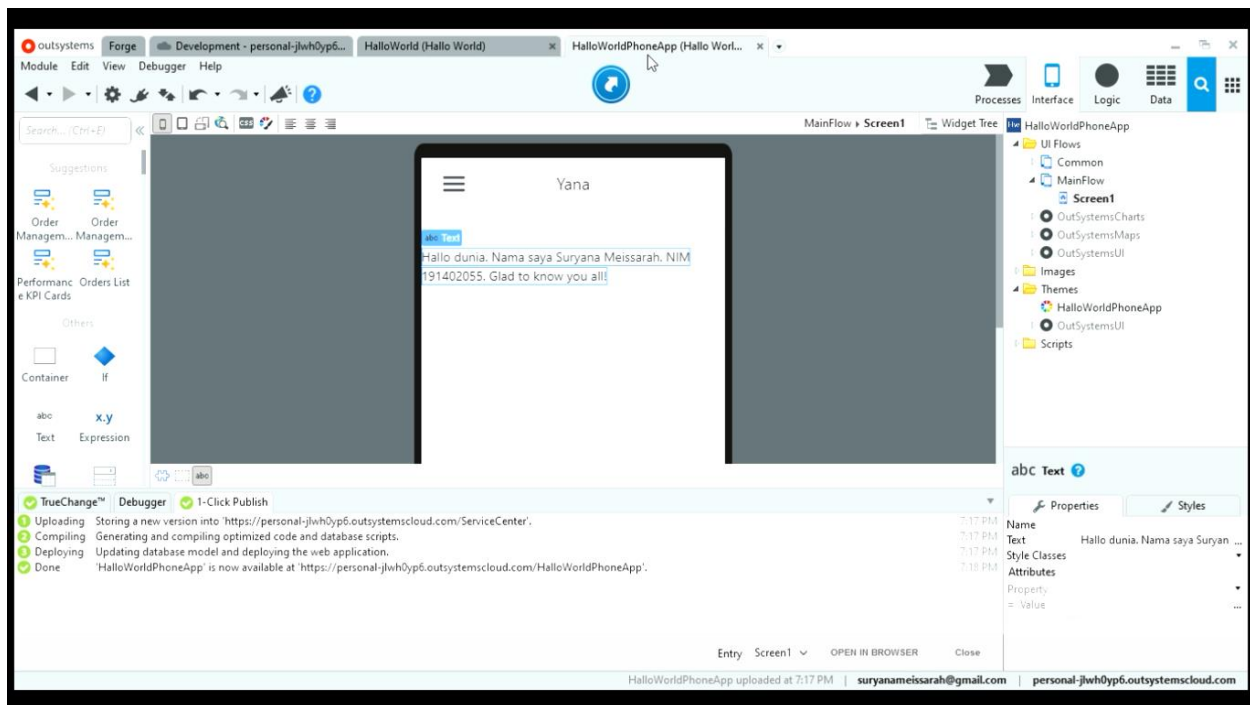 outsystems Forge Development - personal-jlwh0yp6... HalloWorld (Hallo World) HalloWorldPhoneApp (Hallo Worl...
Module Edit View Debugger Help
Processes Interface Logic Data
Search... (Ctrl+E)
CSS
MainFlow Screen1 Widget Tree
HalloWorldPhoneApp
UI Flows
Common
MainFlow
Screen1
OutSystemsCharts
OutSystemsMaps
OutSystemsUI
Images
Themes
HalloWorldPhoneApp
OutSystemsUI
Scripts
Suggestions
Order Order
Managem... Managem...
Performanc Orders List
e KPI Cards
Others
Container If
abc x.y
Text Expression
Yana
abc Text
Hallo dunia. Nama saya Suryana Meissarah. NIM
191402055. Glad to know you all!
abc
abc Text
Properties Styles
Name
Text Hallo dunia. Nama saya Suryan ...
Style Classes
Attributes
Property
= Value ...
TrueChange™ Debugger 1-Click Publish
1 Uploading Storing a new version into 'https://personal-jlwh0yp6.outsystemscloud.com/ServiceCenter'. 7:17 PM
2 Compiling Generating and compiling optimized code and database scripts. 7:17 PM
3 Deploying Updating database model and deploying the web application. 7:17 PM
Done 'HalloWorldPhoneApp' is now available at 'https://personal-jlwh0yp6.outsystemscloud.com/HalloWorldPhoneApp'. 7:18 PM
Entry Screen1 OPEN IN BROWSER Close
HalloWorldPhoneApp uploaded at 7:17 PM | suryanameissarah@gmail.com | personal-jlwh0yp6.outsystemscloud.com